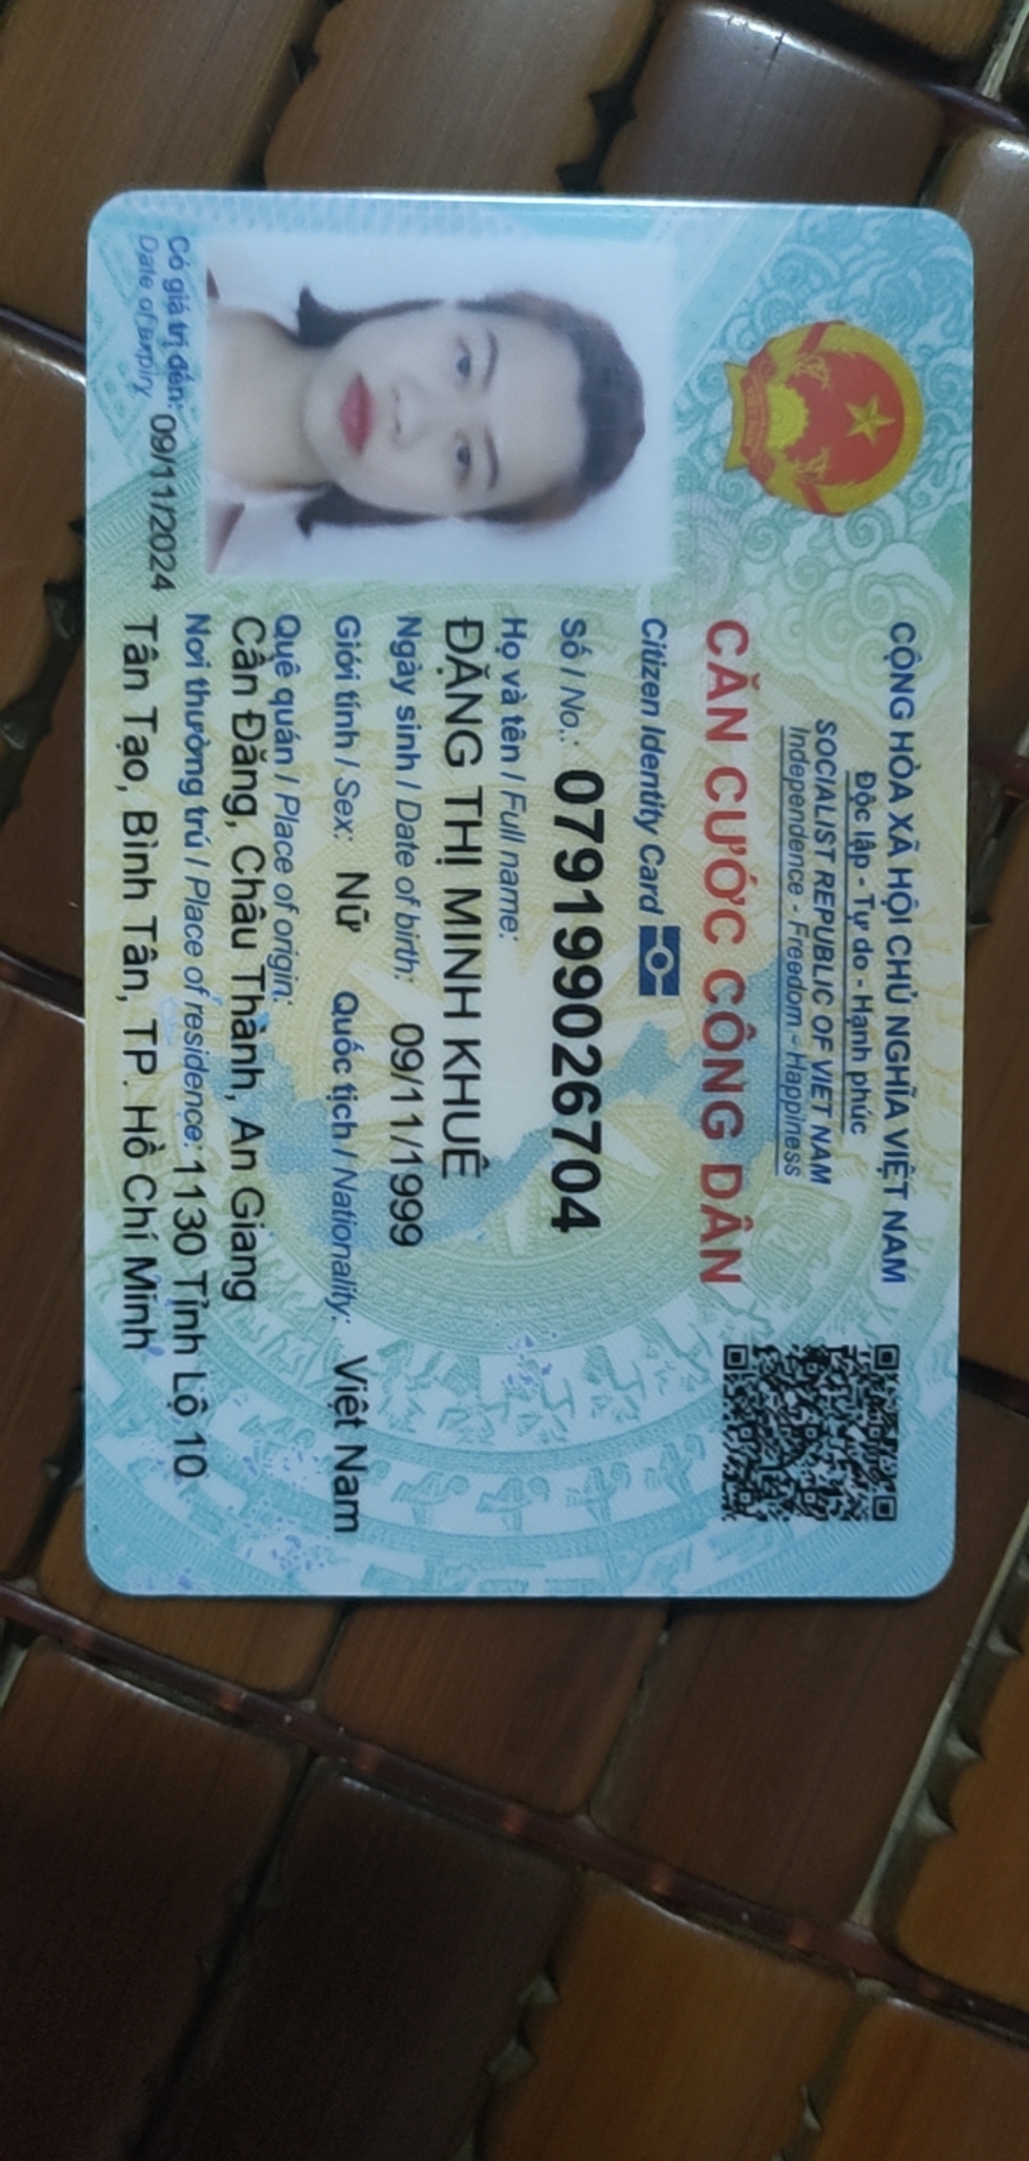 CỘNG HÒA XÃ HỘI CHỦ NGHĨA VIỆT NAM
Độc lập - Tự do - Hạnh phúc
SOCIALIST REPUBLIC OF VIET NAM
Independence - Freedom - Happiness
CĂN CƯỚC CÔNG DÂN
Citizen Identity Card
Số / No.: 079199026704
Họ và tên / Full name:
ĐẶNG THỊ MINH KHUÊ
Ngày sinh / Date of birth: 09/11/1999
Giới tính / Sex: Nữ Quốc tịch / Nationality: Việt Nam
Quê quán / Place of origin:
Cần Đăng, Châu Thành, An Giang
Nơi thường trú / Place of residence: 1130 Tỉnh Lộ 10
Tân Tạo, Bình Tân, TP. Hồ Chí Minh
Có giá trị đến: 09/11/2024
Date of expiry